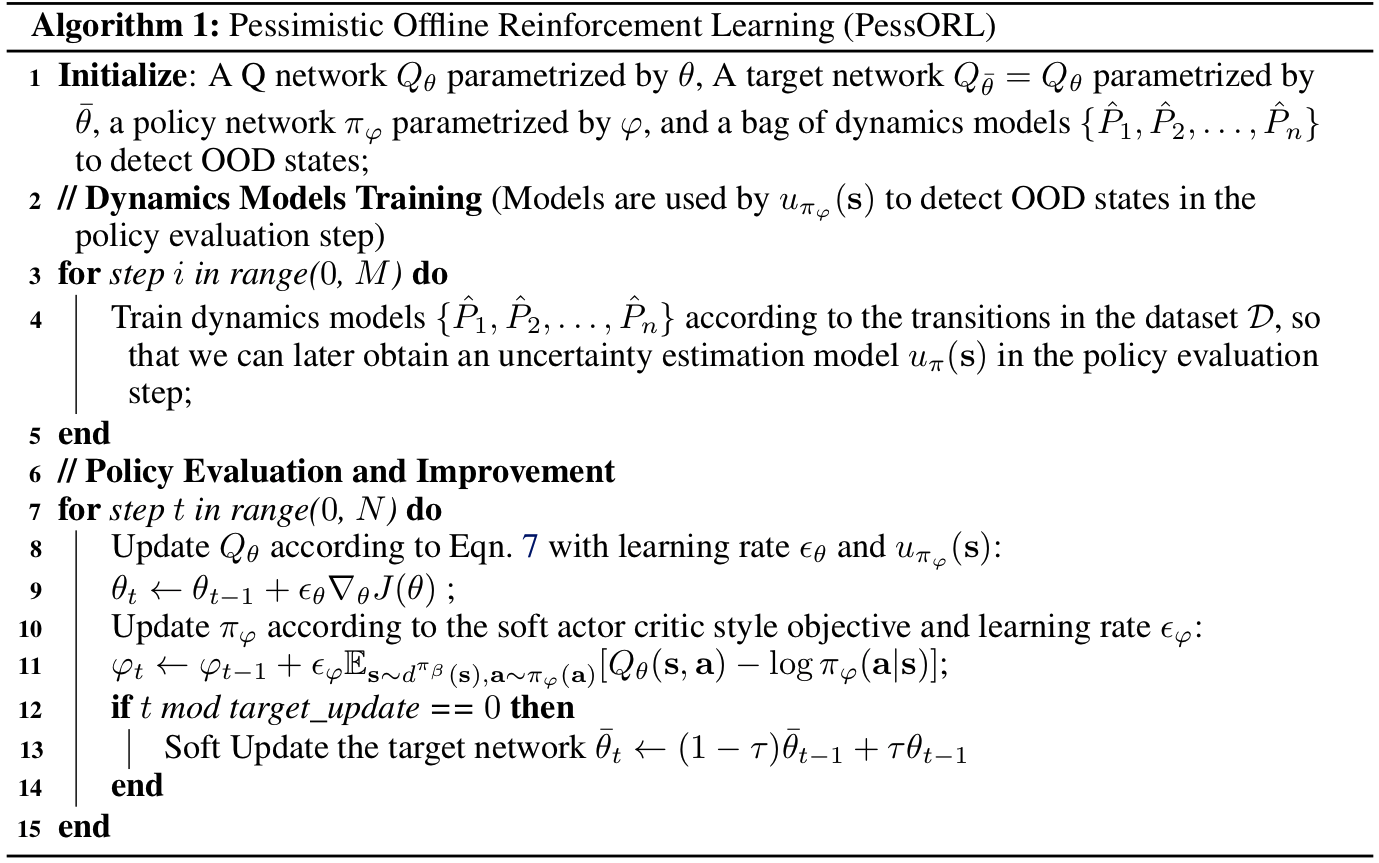 Algorithm 1: Pessimistic Offline Reinforcement Learning (PessORL)
1 Initialize: A Q network $Q_\theta$ parametrized by $\theta$, A target network $Q_{\bar{\theta}} = Q_\theta$ parametrized by
$\bar{\theta}$, a policy network $\pi_\varphi$ parametrized by $\varphi$, and a bag of dynamics models $\{\hat{P}_1, \hat{P}_2, \ldots, \hat{P}_n\}$
to detect OOD states;
2 // Dynamics Models Training (Models are used by $u_{\pi_\varphi}(\mathbf{s})$ to detect OOD states in the
policy evaluation step)
3 for step $i$ in range(0, $M$) do
4 Train dynamics models $\{\hat{P}_1, \hat{P}_2, \ldots, \hat{P}_n\}$ according to the transitions in the dataset $\mathcal{D}$, so
that we can later obtain an uncertainty estimation model $u_\pi(\mathbf{s})$ in the policy evaluation
step;
5 end
6 // Policy Evaluation and Improvement
7 for step $t$ in range(0, $N$) do
8 Update $Q_\theta$ according to Eqn. 7 with learning rate $\epsilon_\theta$ and $u_{\pi_\varphi}(\mathbf{s})$:
9 $\theta_t \leftarrow \theta_{t-1} + \epsilon_\theta \nabla_\theta J(\theta)$ ;
10 Update $\pi_\varphi$ according to the soft actor critic style objective and learning rate $\epsilon_\varphi$:
11 $\varphi_t \leftarrow \varphi_{t-1} + \epsilon_\varphi \mathbb{E}_{\mathbf{s} \sim d^{\pi_\beta}(\mathbf{s}), \mathbf{a} \sim \pi_\varphi(\mathbf{a})}[Q_\theta(\mathbf{s}, \mathbf{a}) - \log \pi_\varphi(\mathbf{a}|\mathbf{s})]$;
12 if $t$ mod target_update == 0 then
13 Soft Update the target network $\bar{\theta}_t \leftarrow (1 - \tau)\bar{\theta}_{t-1} + \tau\theta_{t-1}$
14 end
15 end